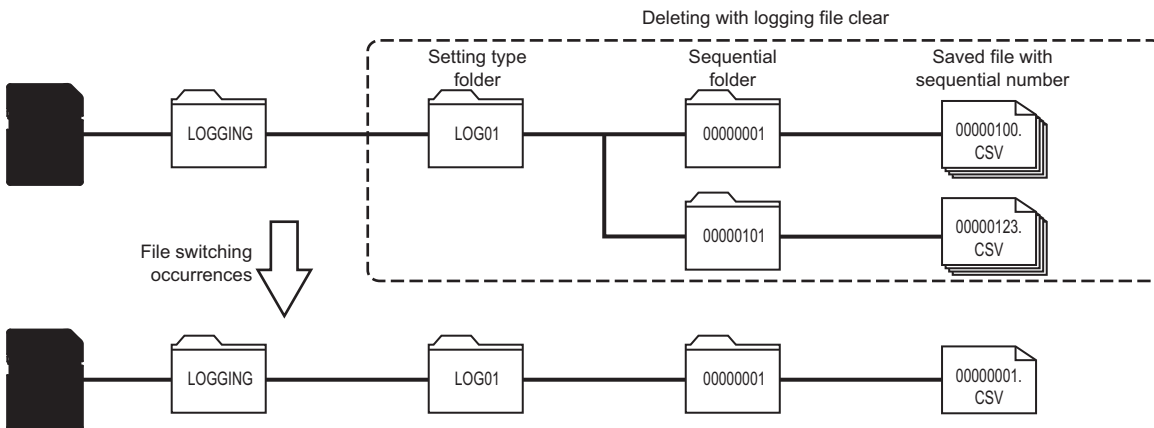 Deleting with logging file clear
Setting type
folder
Sequential
folder
Saved file with
sequential number
LOGGING
LOG01
00000001
00000100.
CSV
00000101
00000123.
CSV
File switching
occurrences
LOGGING
LOG01
00000001
00000001.
CSV